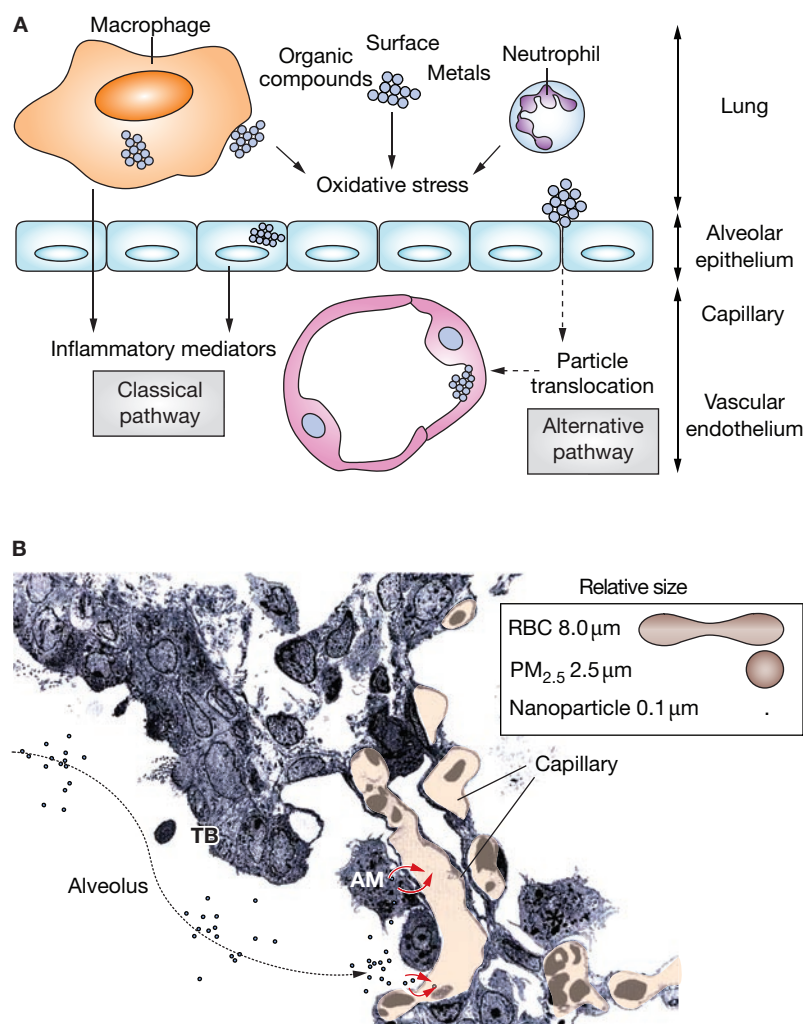 A
Macrophage
Organic
compounds
Surface
Metals
Neutrophil
Lung
Oxidative stress
Alveolar
epithelium
Capillary
Inflammatory mediators
Particle
translocation
Classical
pathway
Alternative
pathway
Vascular
endothelium
B
Relative size
RBC 8.0 µm
PM2.5 2.5 µm
Nanoparticle 0.1 µm
Capillary
TB
AM
Alveolus